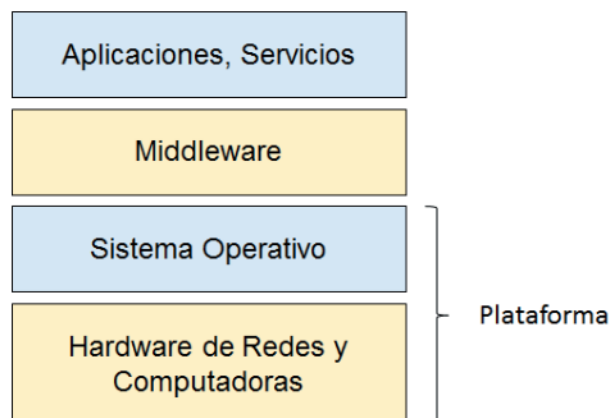 Aplicaciones, Servicios
Middleware
Sistema Operativo
Plataforma
Hardware de Redes y
Computadoras